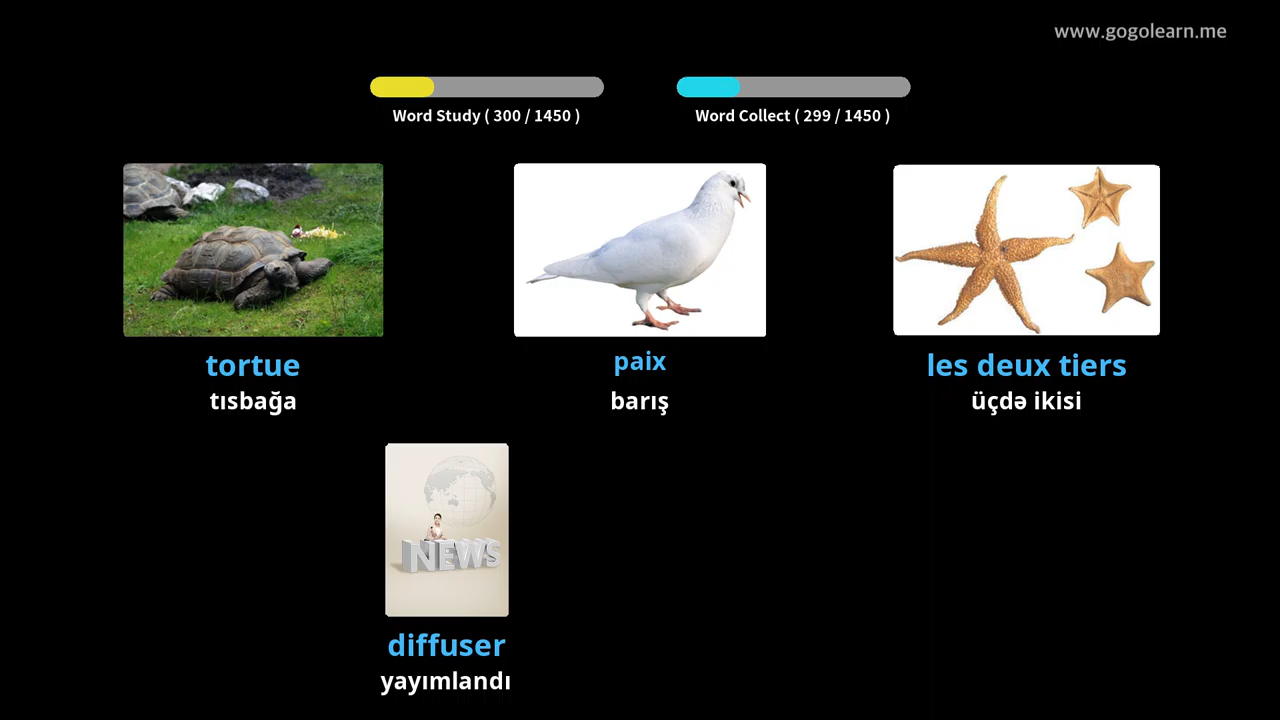 www.gogolearn.me
Word Study ( 300 / 1450 )
Word Collect ( 299 / 1450 )
tortue
tısbağa
paix
barış
les deux tiers
üçdə ikisi
NEWS
diffuser
yayımlandı